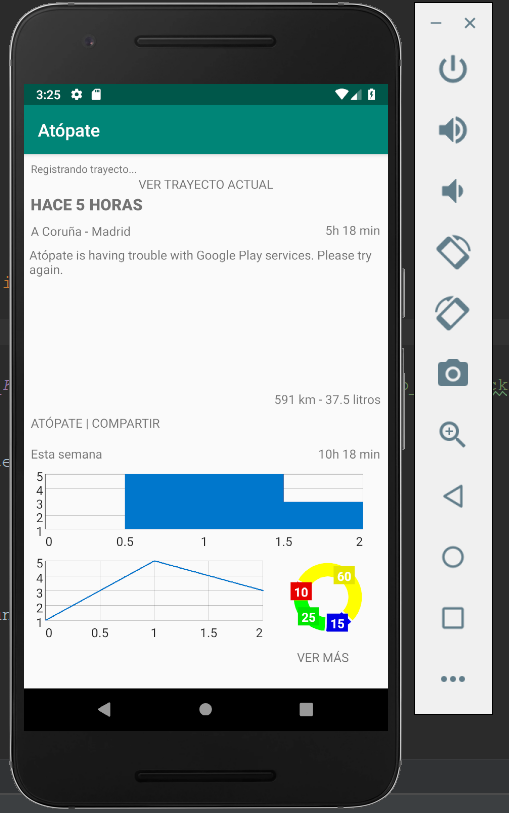 3:25
Atópate
Registrando trayecto...
VER TRAYECTO ACTUAL
HACE 5 HORAS
A Coruña - Madrid 5h 18 min
Atópate is having trouble with Google Play services. Please try
again.
591 km - 37.5 litros
ATÓPATE | COMPARTIR
Esta semana 10h 18 min
5
4
3
2
1
0 0.5 1 1.5 2
5
4
3
2
1
0 0.5 1 1.5 2
60
10
25
15
VER MÁS